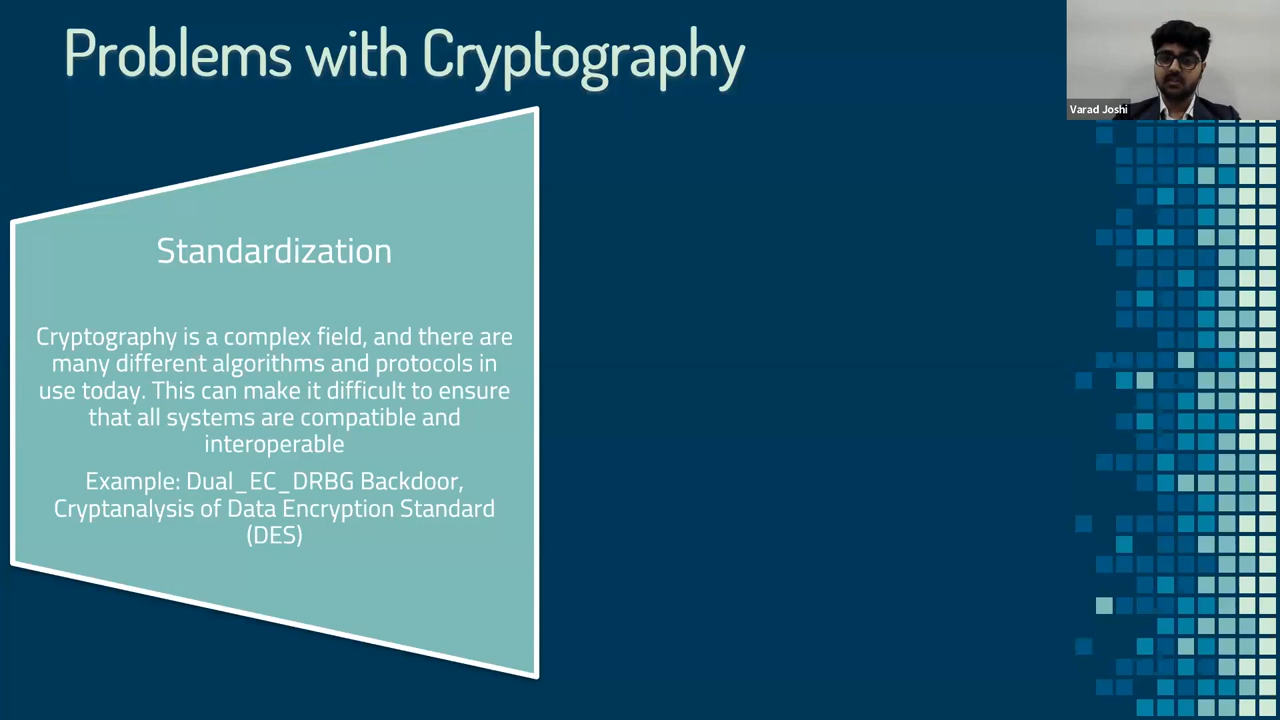 Problems with Cryptography
Varad Joshi
Standardization
Cryptography is a complex field, and there are
many different algorithms and protocols in
use today. This can make it difficult to ensure
that all systems are compatible and
interoperable
Example: Dual_EC_DRBG Backdoor,
Cryptanalysis of Data Encryption Standard
(DES)